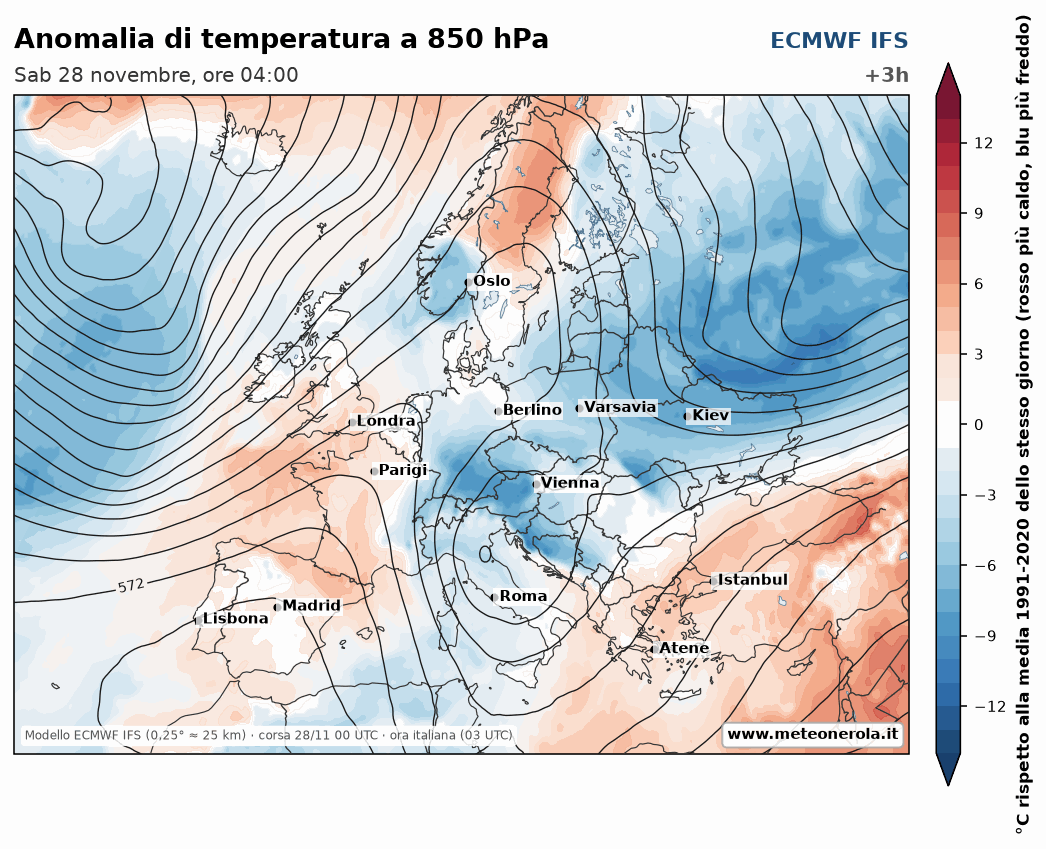 Anomalia di temperatura a 850 hPa
ECMWF IFS
Sab 28 novembre, ore 04:00
+3h
Oslo
Berlino
Varsavia
Kiev
Londra
Parigi
Vienna
572
Istanbul
Roma
Madrid
Lisbona
Atene
Modello ECMWF IFS (0,25° ≈ 25 km) · corsa 28/11 00 UTC · ora italiana (03 UTC)
www.meteonerola.it
12
9
6
3
0
−3
−6
−9
−12
°C rispetto alla media 1991-2020 dello stesso giorno (rosso più caldo, blu più freddo)